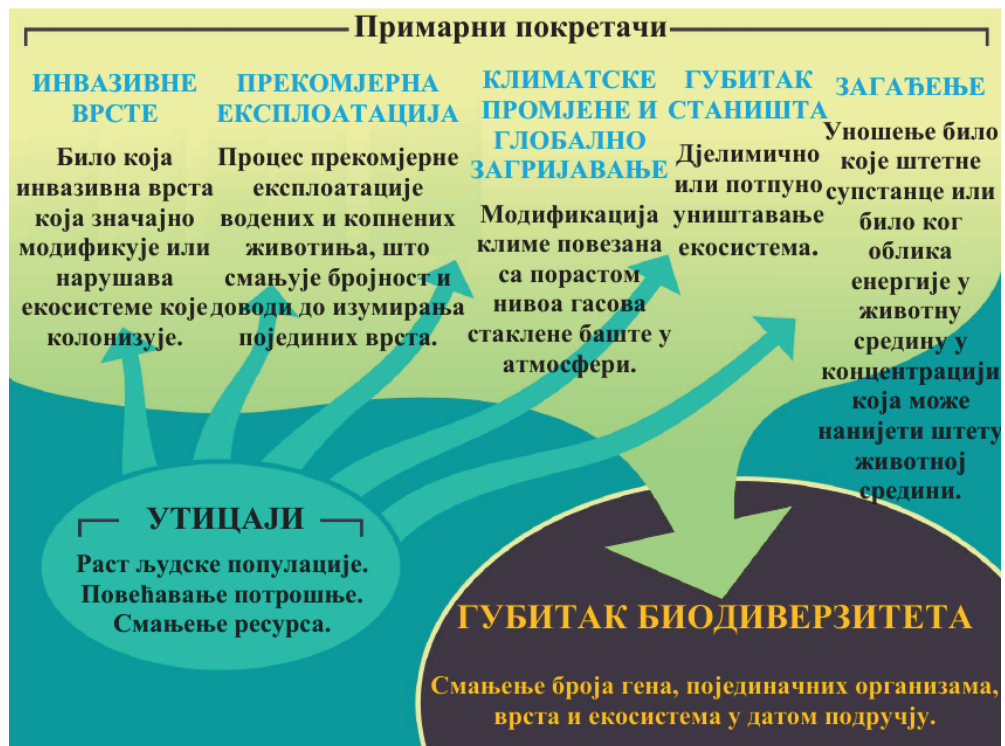 Примарни покретачи
ИНВАЗИВНЕ
ВРСТЕ
Било која
инвазивна врста
која значајно
модификује или
нарушава
екосистеме које
колонизује.
ПРЕКОМЈЕРНА
ЕКСПЛОАТАЦИЈА
Процес прекомјерне
експлоатације
водених и копнених
животиња, што
смањује бројност и
доводи до изумирања
појединих врста.
КЛИМАТСКЕ
ПРОМЈЕНЕ И
ГЛОБАЛНО
ЗАГРИЈАВАЊЕ
Модификација
климе повезана
са порастом
нивоа гасова
стаклене баште у
атмосфери.
ГУБИТАК
СТАНИШТА
Дјелимично
или потпуно
уништавање
екосистема.
ЗАГАЂЕЊЕ
Уношење било
које штетне
супстанце или
било ког
облика
енергије у
животну
средину у
концентрацији
која може
нанијети штету
животној
средини.
УТИЦАЈИ
Раст људске популације.
Повећавање потрошње.
Смањење ресурса.
ГУБИТАК БИОДИВЕРЗИТЕТА
Смањење броја гена, појединачних организама,
врста и екосистема у датом подручју.